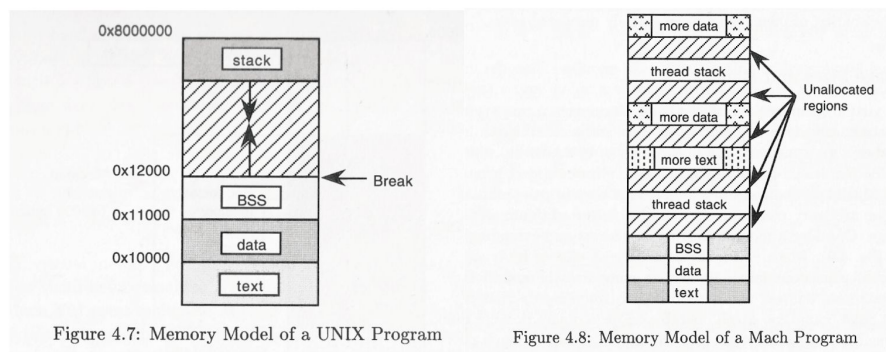 0x8000000
stack
0x12000
Break
BSS
0x11000
data
0x10000
text
Figure 4.7: Memory Model of a UNIX Program
more data
thread stack
Unallocated
regions
more data
more text
thread stack
BSS
data
text
Figure 4.8: Memory Model of a Mach Program